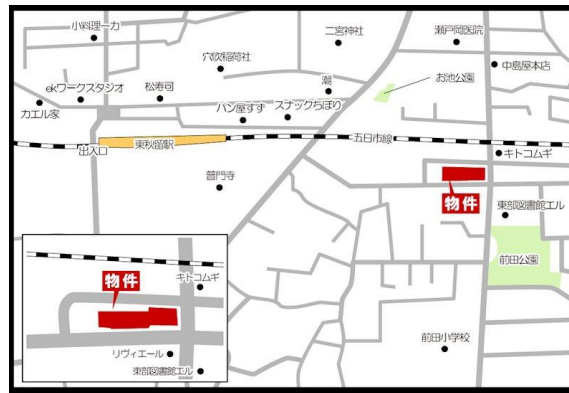 小料理一力
二宮神社
瀬戸岡医院
穴吹稲荷社
中島屋本店
ekワークスタジオ
松寿司
潮
お池公園
カエル家
パン屋すず
スナックちぼり
出入口
東秋留駅
五日市線
キトコムギ
普門寺
物件
東部図書館エル
前田公園
前田小学校
キトコムギ
物件
リヴィエール
東部図書館エル